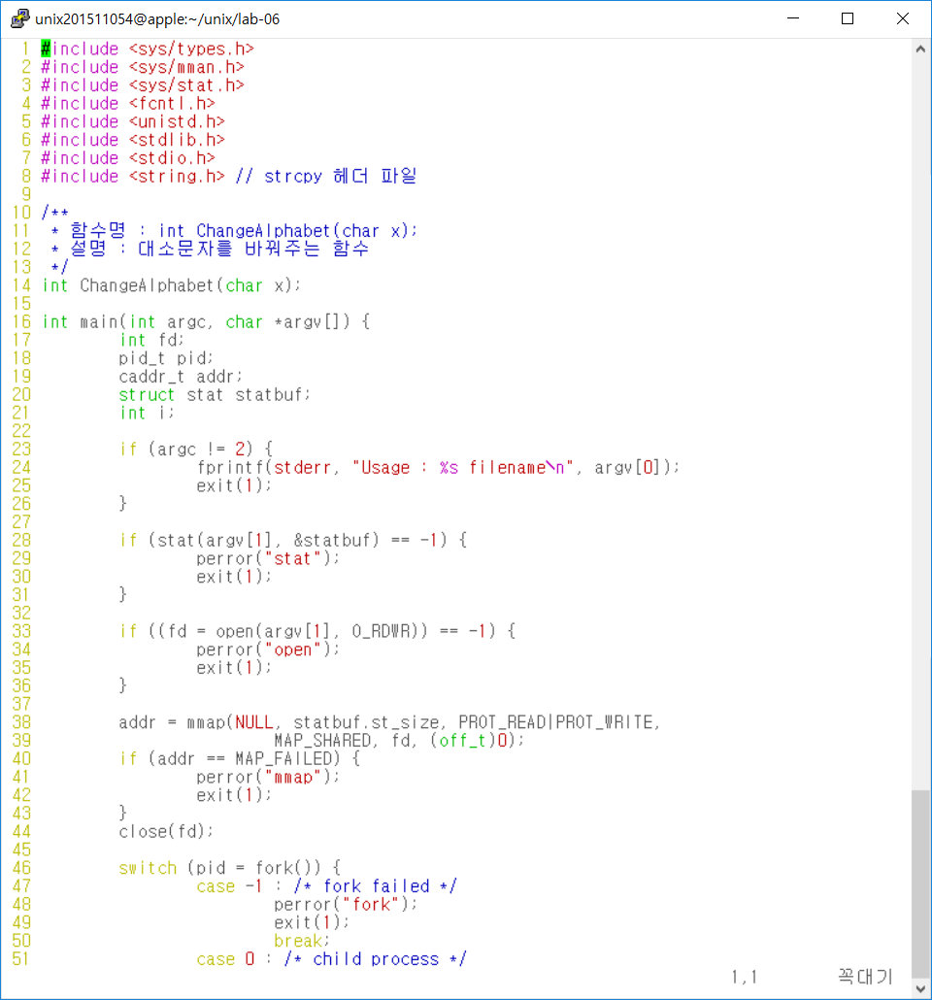 unix201511054@apple:~/unix/lab-06
1 #include <sys/types.h>
2 #include <sys/mman.h>
3 #include <sys/stat.h>
4 #include <fcntl.h>
5 #include <unistd.h>
6 #include <stdlib.h>
7 #include <stdio.h>
8 #include <string.h> // strcpy 헤더 파일
9
10 /**
11  * 함수명 : int ChangeAlphabet(char x);
12  * 설명 : 대소문자를 바꿔주는 함수
13  */
14 int ChangeAlphabet(char x);
15
16 int main(int argc, char *argv[]) {
17         int fd;
18         pid_t pid;
19         caddr_t addr;
20         struct stat statbuf;
21         int i;
22
23         if (argc != 2) {
24                 fprintf(stderr, "Usage : %s filename\n", argv[0]);
25                 exit(1);
26         }
27
28         if (stat(argv[1], &statbuf) == -1) {
29                 perror("stat");
30                 exit(1);
31         }
32
33         if ((fd = open(argv[1], O_RDWR)) == -1) {
34                 perror("open");
35                 exit(1);
36         }
37
38         addr = mmap(NULL, statbuf.st_size, PROT_READ|PROT_WRITE,
39                         MAP_SHARED, fd, (off_t)0);
40         if (addr == MAP_FAILED) {
41                 perror("mmap");
42                 exit(1);
43         }
44         close(fd);
45
46         switch (pid = fork()) {
47                 case -1 : /* fork failed */
48                         perror("fork");
49                         exit(1);
50                         break;
51                 case 0 : /* child process */
1,1 꼭대기